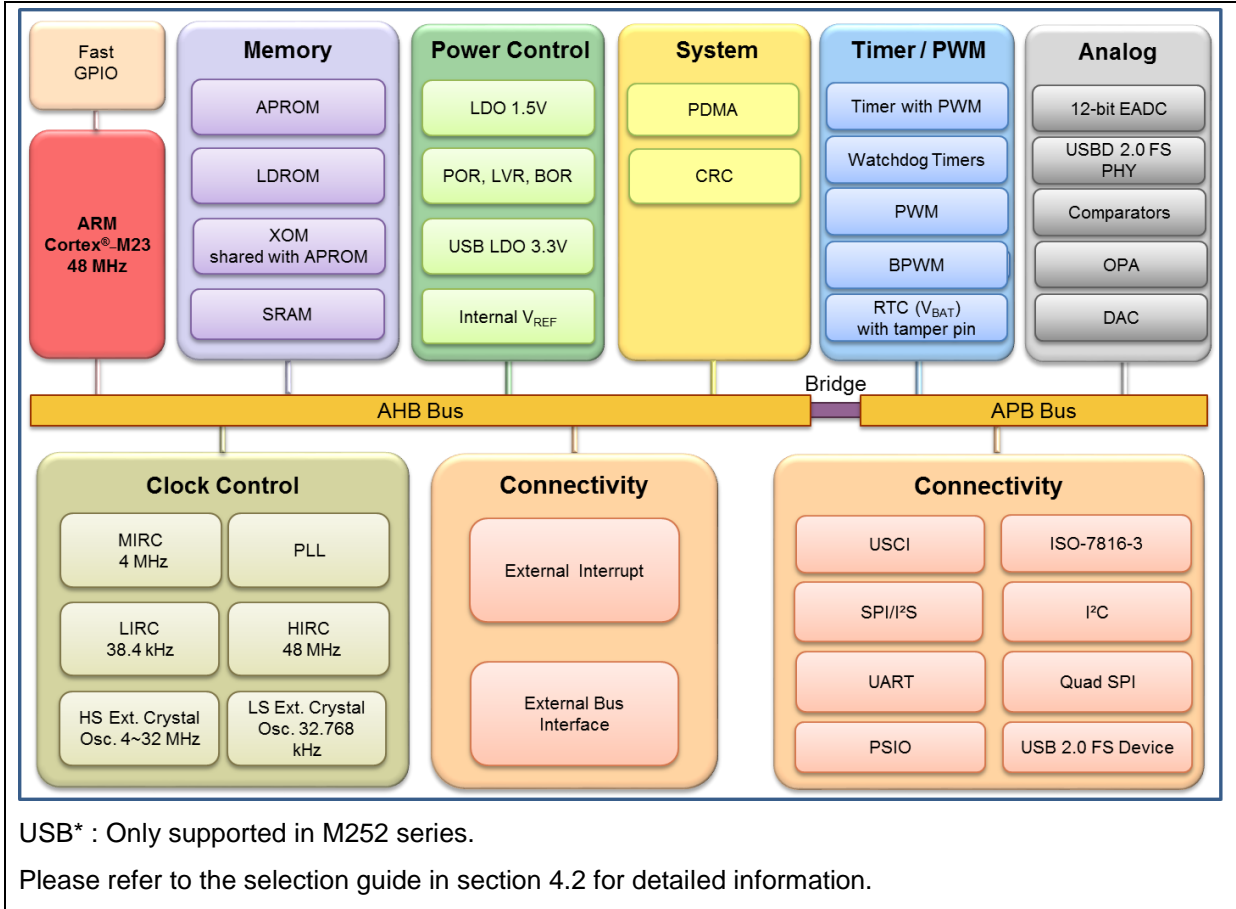 Fast
GPIO
ARM
Cortex®-M23
48 MHz
Memory
APROM
LDROM
XOM
shared with APROM
SRAM
Power Control
LDO 1.5V
POR, LVR, BOR
USB LDO 3.3V
Internal VREF
System
PDMA
CRC
Timer / PWM
Timer with PWM
Watchdog Timers
PWM
BPWM
RTC (VBAT)
with tamper pin
Analog
12-bit EADC
USBD 2.0 FS
PHY
Comparators
OPA
DAC
AHB Bus
Bridge
APB Bus
Clock Control
MIRC
4 MHz
PLL
LIRC
38.4 kHz
HIRC
48 MHz
HS Ext. Crystal
Osc. 4~32 MHz
LS Ext. Crystal
Osc. 32.768
kHz
Connectivity
External Interrupt
External Bus
Interface
Connectivity
USCI
ISO-7816-3
SPI/I²S
I²C
UART
Quad SPI
PSIO
USB 2.0 FS Device
USB* : Only supported in M252 series.
Please refer to the selection guide in section 4.2 for detailed information.